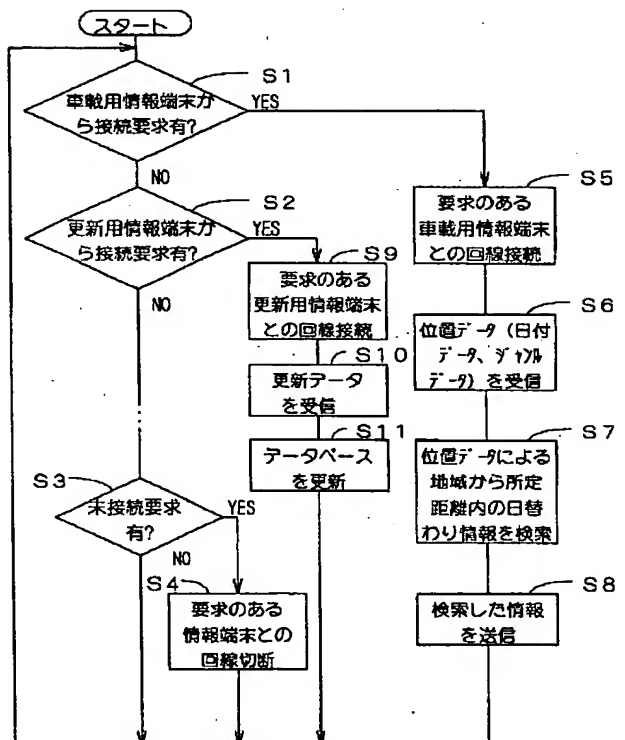 スタート
S1
車載用情報端末か
ら接続要求有?
YES
NO
S2
更新用情報端末か
ら接続要求有?
YES
NO
S9
要求のある
更新用情報端末
との回線接続
S10
更新データ
を受信
S11
データベース
を更新
S3
未接続要求
有?
YES
NO
S4
要求のある
情報端末との
回線切断
S5
要求のある
車載用情報端末
との回線接続
S6
位置データ(日付
データ、ジャンル
データ)を受信
S7
位置データによる
地域から所定
距離内の日替
わり情報を検索
S8
検索した情報
を送信